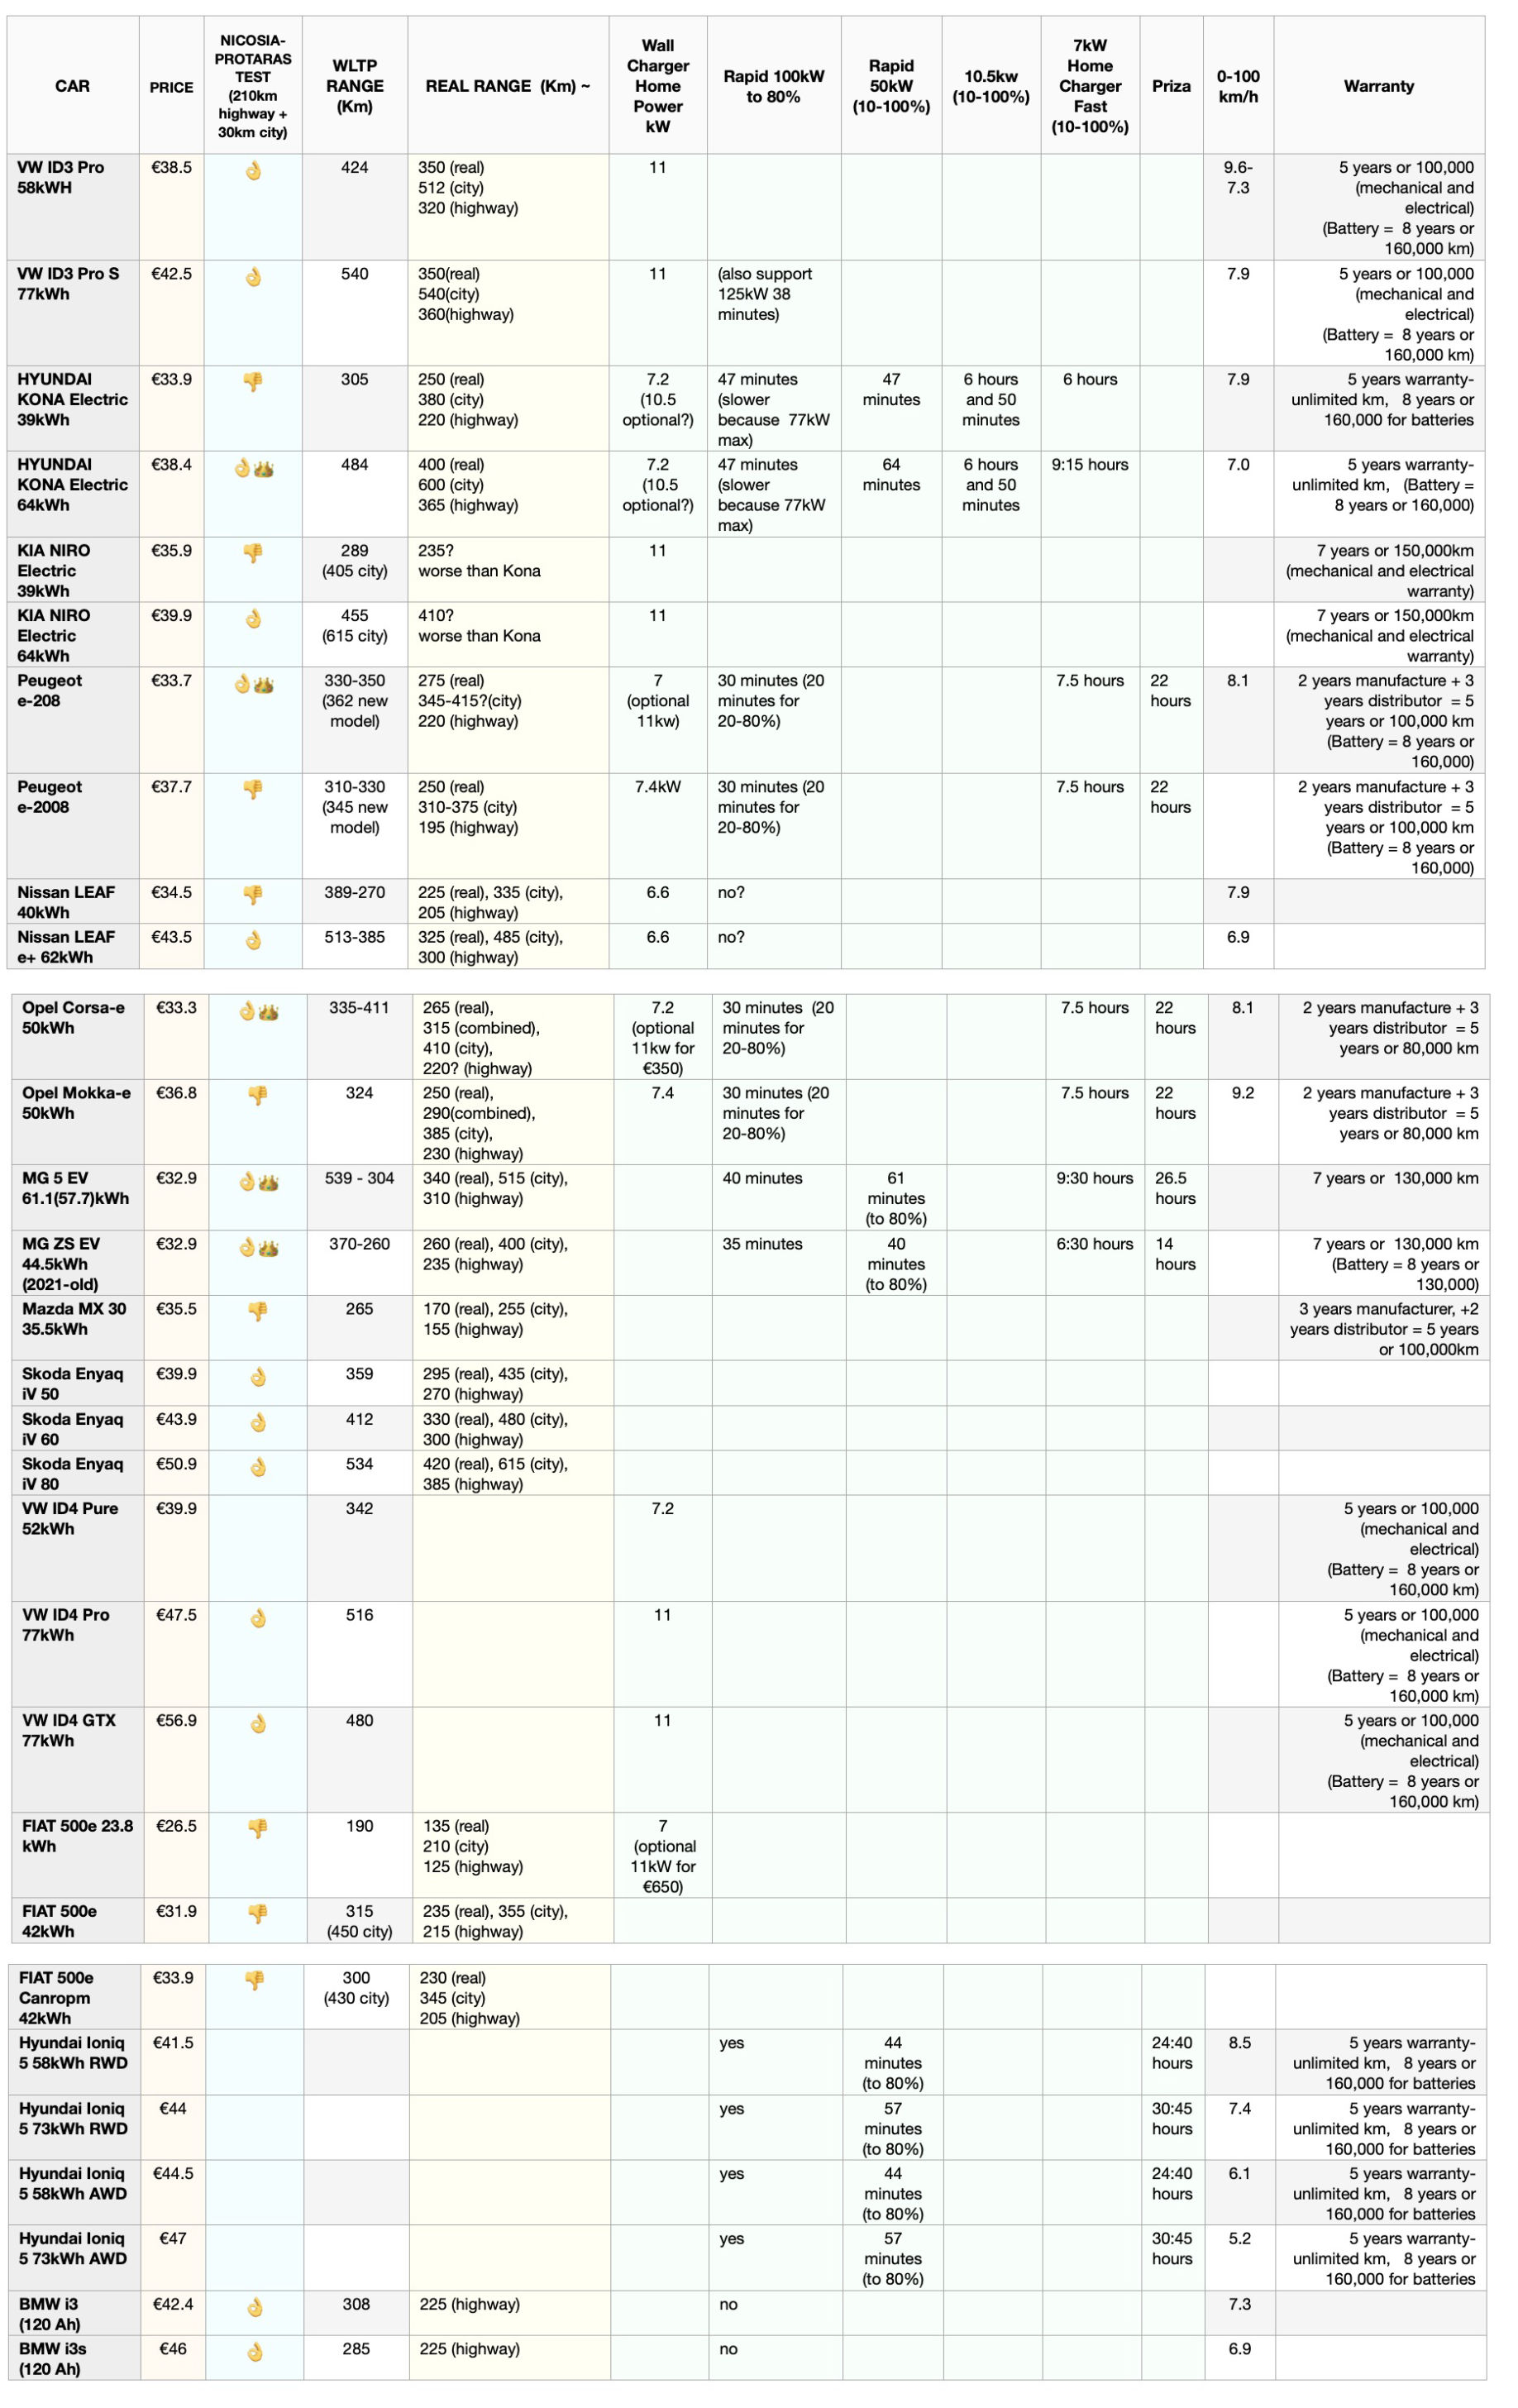 CAR
PRICE
NICOSIA-
PROTARAS
TEST
(210km
highway +
30km city)
WLTP
RANGE
(Km)
REAL RANGE (Km) ~
Wall
Charger
Home
Power
kW
Rapid 100kW
to 80%
Rapid
50kW
(10-100%)
10.5kw
(10-100%)
7kW
Home
Charger
Fast
(10-100%)
Priza
0-100
km/h
Warranty
VW ID3 Pro
58kWH
€38.5
👌
424
350 (real)
512 (city)
320 (highway)
11
9.6-
7.3
5 years or 100,000
(mechanical and
electrical)
(Battery = 8 years or
160,000 km)
VW ID3 Pro S
77kWh
€42.5
👌
540
350(real)
540(city)
360(highway)
11
(also support
125kW 38
minutes)
7.9
5 years or 100,000
(mechanical and
electrical)
(Battery = 8 years or
160,000 km)
HYUNDAI
KONA Electric
39kWh
€33.9
👎
305
250 (real)
380 (city)
220 (highway)
7.2
(10.5
optional?)
47 minutes
(slower
because 77kW
max)
47
minutes
6 hours
and 50
minutes
6 hours
7.9
5 years warranty-
unlimited km, 8 years or
160,000 for batteries
HYUNDAI
KONA Electric
64kWh
€38.4
👌👑
484
400 (real)
600 (city)
365 (highway)
7.2
(10.5
optional?)
47 minutes
(slower
because 77kW
max)
64
minutes
6 hours
and 50
minutes
9:15 hours
7.0
5 years warranty-
unlimited km, (Battery =
8 years or 160,000)
KIA NIRO
Electric
39kWh
€35.9
👎
289
(405 city)
235?
worse than Kona
11
7 years or 150,000km
(mechanical and electrical
warranty)
KIA NIRO
Electric
64kWh
€39.9
👌
455
(615 city)
410?
worse than Kona
11
7 years or 150,000km
(mechanical and electrical
warranty)
Peugeot
e-208
€33.7
👌👑
330-350
(362 new
model)
275 (real)
345-415?(city)
220 (highway)
7
(optional
11kw)
30 minutes (20
minutes for
20-80%)
7.5 hours
22
hours
8.1
2 years manufacture + 3
years distributor = 5
years or 100,000 km
(Battery = 8 years or
160,000)
Peugeot
e-2008
€37.7
👎
310-330
(345 new
model)
250 (real)
310-375 (city)
195 (highway)
7.4kW
30 minutes (20
minutes for
20-80%)
7.5 hours
22
hours
2 years manufacture + 3
years distributor = 5
years or 100,000 km
(Battery = 8 years or
160,000)
Nissan LEAF
40kWh
€34.5
👎
389-270
225 (real), 335 (city),
205 (highway)
6.6
no?
7.9
Nissan LEAF
e+ 62kWh
€43.5
👌
513-385
325 (real), 485 (city),
300 (highway)
6.6
no?
6.9
Opel Corsa-e
50kWh
€33.3
👌👑
335-411
265 (real),
315 (combined),
410 (city),
220? (highway)
7.2
(optional
11kw for
€350)
30 minutes (20
minutes for
20-80%)
7.5 hours
22
hours
8.1
2 years manufacture + 3
years distributor = 5
years or 80,000 km
Opel Mokka-e
50kWh
€36.8
👎
324
250 (real),
290(combined),
385 (city),
230 (highway)
7.4
30 minutes (20
minutes for
20-80%)
7.5 hours
22
hours
9.2
2 years manufacture + 3
years distributor = 5
years or 80,000 km
MG 5 EV
61.1(57.7)kWh
€32.9
👌👑
539 - 304
340 (real), 515 (city),
310 (highway)
40 minutes
61
minutes
(to 80%)
9:30 hours
26.5
hours
7 years or 130,000 km
MG ZS EV
44.5kWh
(2021-old)
€32.9
👌👑
370-260
260 (real), 400 (city),
235 (highway)
35 minutes
40
minutes
(to 80%)
6:30 hours
14
hours
7 years or 130,000 km
(Battery = 8 years or
130,000)
Mazda MX 30
35.5kWh
€35.5
👎
265
170 (real), 255 (city),
155 (highway)
3 years manufacturer, +2
years distributor = 5 years
or 100,000km
Skoda Enyaq
iV 50
€39.9
👌
359
295 (real), 435 (city),
270 (highway)
Skoda Enyaq
iV 60
€43.9
👌
412
330 (real), 480 (city),
300 (highway)
Skoda Enyaq
iV 80
€50.9
👌
534
420 (real), 615 (city),
385 (highway)
VW ID4 Pure
52kWh
€39.9
342
7.2
5 years or 100,000
(mechanical and
electrical)
(Battery = 8 years or
160,000 km)
VW ID4 Pro
77kWh
€47.5
👌
516
11
5 years or 100,000
(mechanical and
electrical)
(Battery = 8 years or
160,000 km)
VW ID4 GTX
77kWh
€56.9
👌
480
11
5 years or 100,000
(mechanical and
electrical)
(Battery = 8 years or
160,000 km)
FIAT 500e 23.8
kWh
€26.5
👎
190
135 (real)
210 (city)
125 (highway)
7
(optional
11kW for
€650)
FIAT 500e
42kWh
€31.9
👎
315
(450 city)
235 (real), 355 (city),
215 (highway)
FIAT 500e
Canropm
42kWh
€33.9
👎
300
(430 city)
230 (real)
345 (city)
205 (highway)
Hyundai Ioniq
5 58kWh RWD
€41.5
yes
44
minutes
(to 80%)
24:40
hours
8.5
5 years warranty-
unlimited km, 8 years or
160,000 for batteries
Hyundai Ioniq
5 73kWh RWD
€44
yes
57
minutes
(to 80%)
30:45
hours
7.4
5 years warranty-
unlimited km, 8 years or
160,000 for batteries
Hyundai Ioniq
5 58kWh AWD
€44.5
yes
44
minutes
(to 80%)
24:40
hours
6.1
5 years warranty-
unlimited km, 8 years or
160,000 for batteries
Hyundai Ioniq
5 73kWh AWD
€47
yes
57
minutes
(to 80%)
30:45
hours
5.2
5 years warranty-
unlimited km, 8 years or
160,000 for batteries
BMW i3
(120 Ah)
€42.4
👌
308
225 (highway)
no
7.3
BMW i3s
(120 Ah)
€46
👌
285
225 (highway)
no
6.9